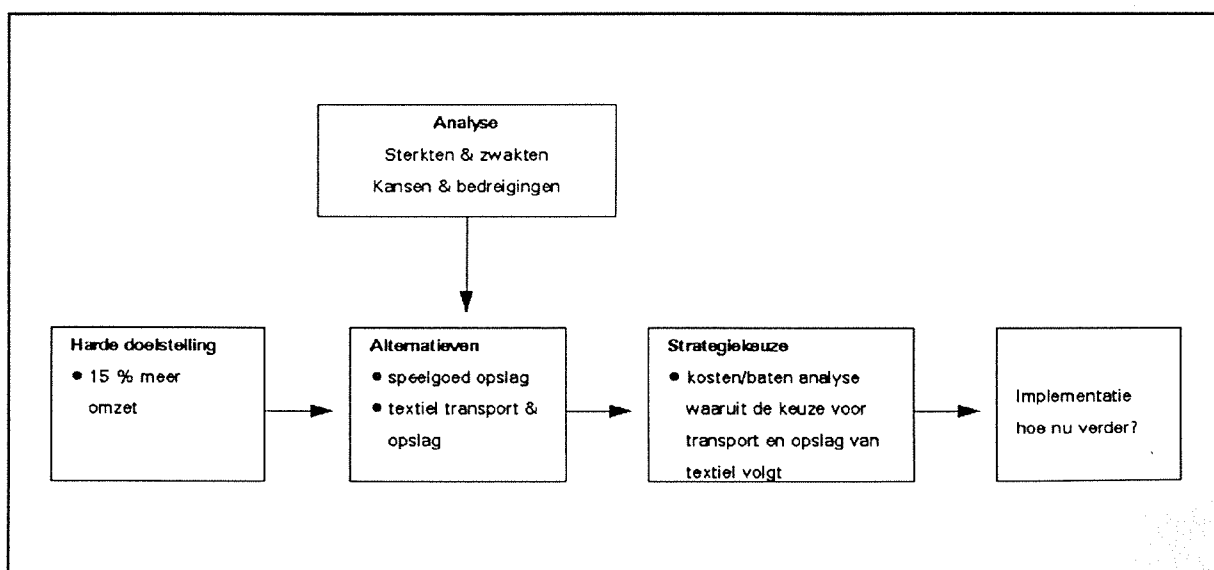 Analyse
Sterkten & zwakten
Kansen & bedreigingen
Harde doelstelling
● 15 % meer
omzet
Alternatieven
● speelgoed opslag
● textiel transport &
opslag
Strategiekeuze
● kosten/baten analyse
waaruit de keuze voor
transport en opslag van
textiel volgt
Implementatie
hoe nu verder?